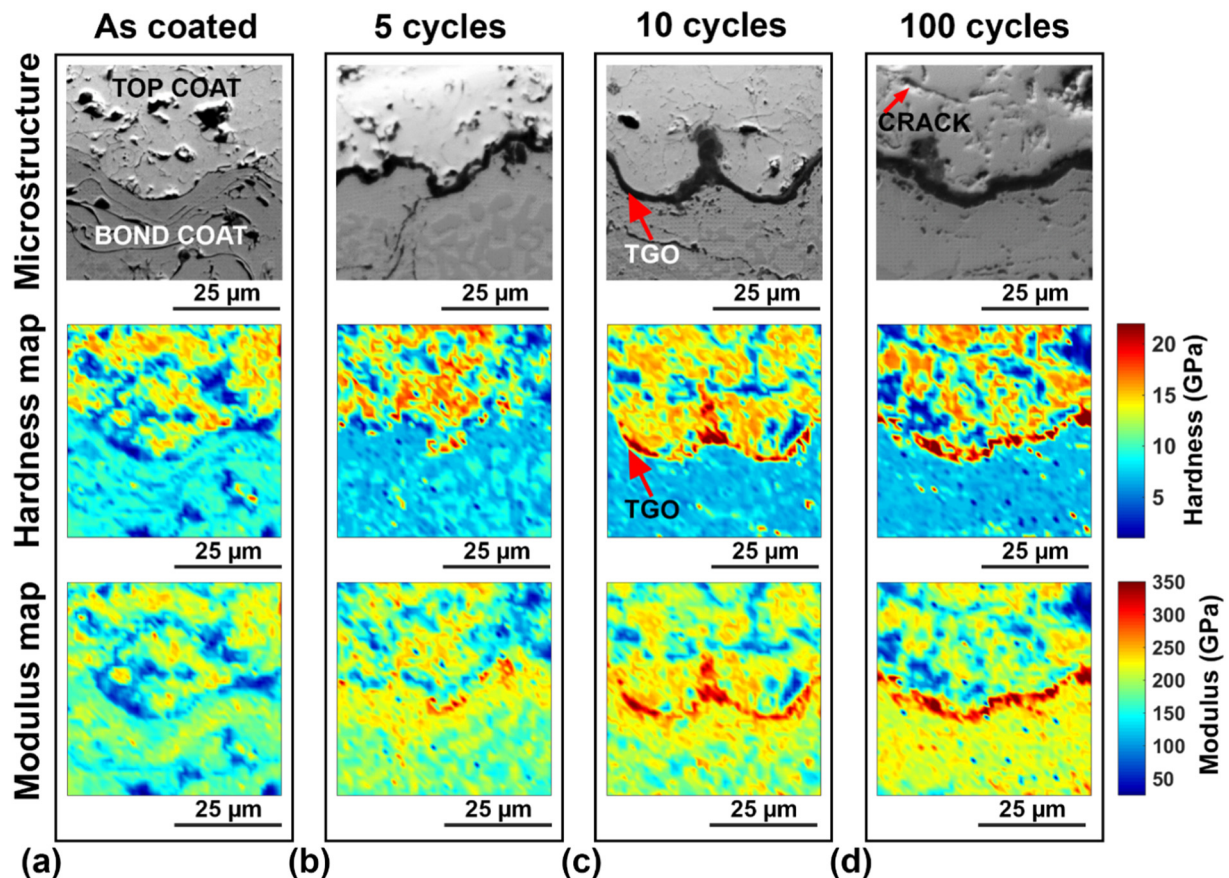 As coated
5 cycles
10 cycles
100 cycles
Microstructure
TOP COAT
BOND COAT
TGO
CRACK
25 µm
25 µm
25 µm
25 µm
Hardness map
TGO
20
15
10
5
Hardness (GPa)
25 µm
25 µm
25 µm
25 µm
Modulus map
350
300
250
200
150
100
50
Modulus (GPa)
25 µm
25 µm
25 µm
25 µm
(a)
(b)
(c)
(d)